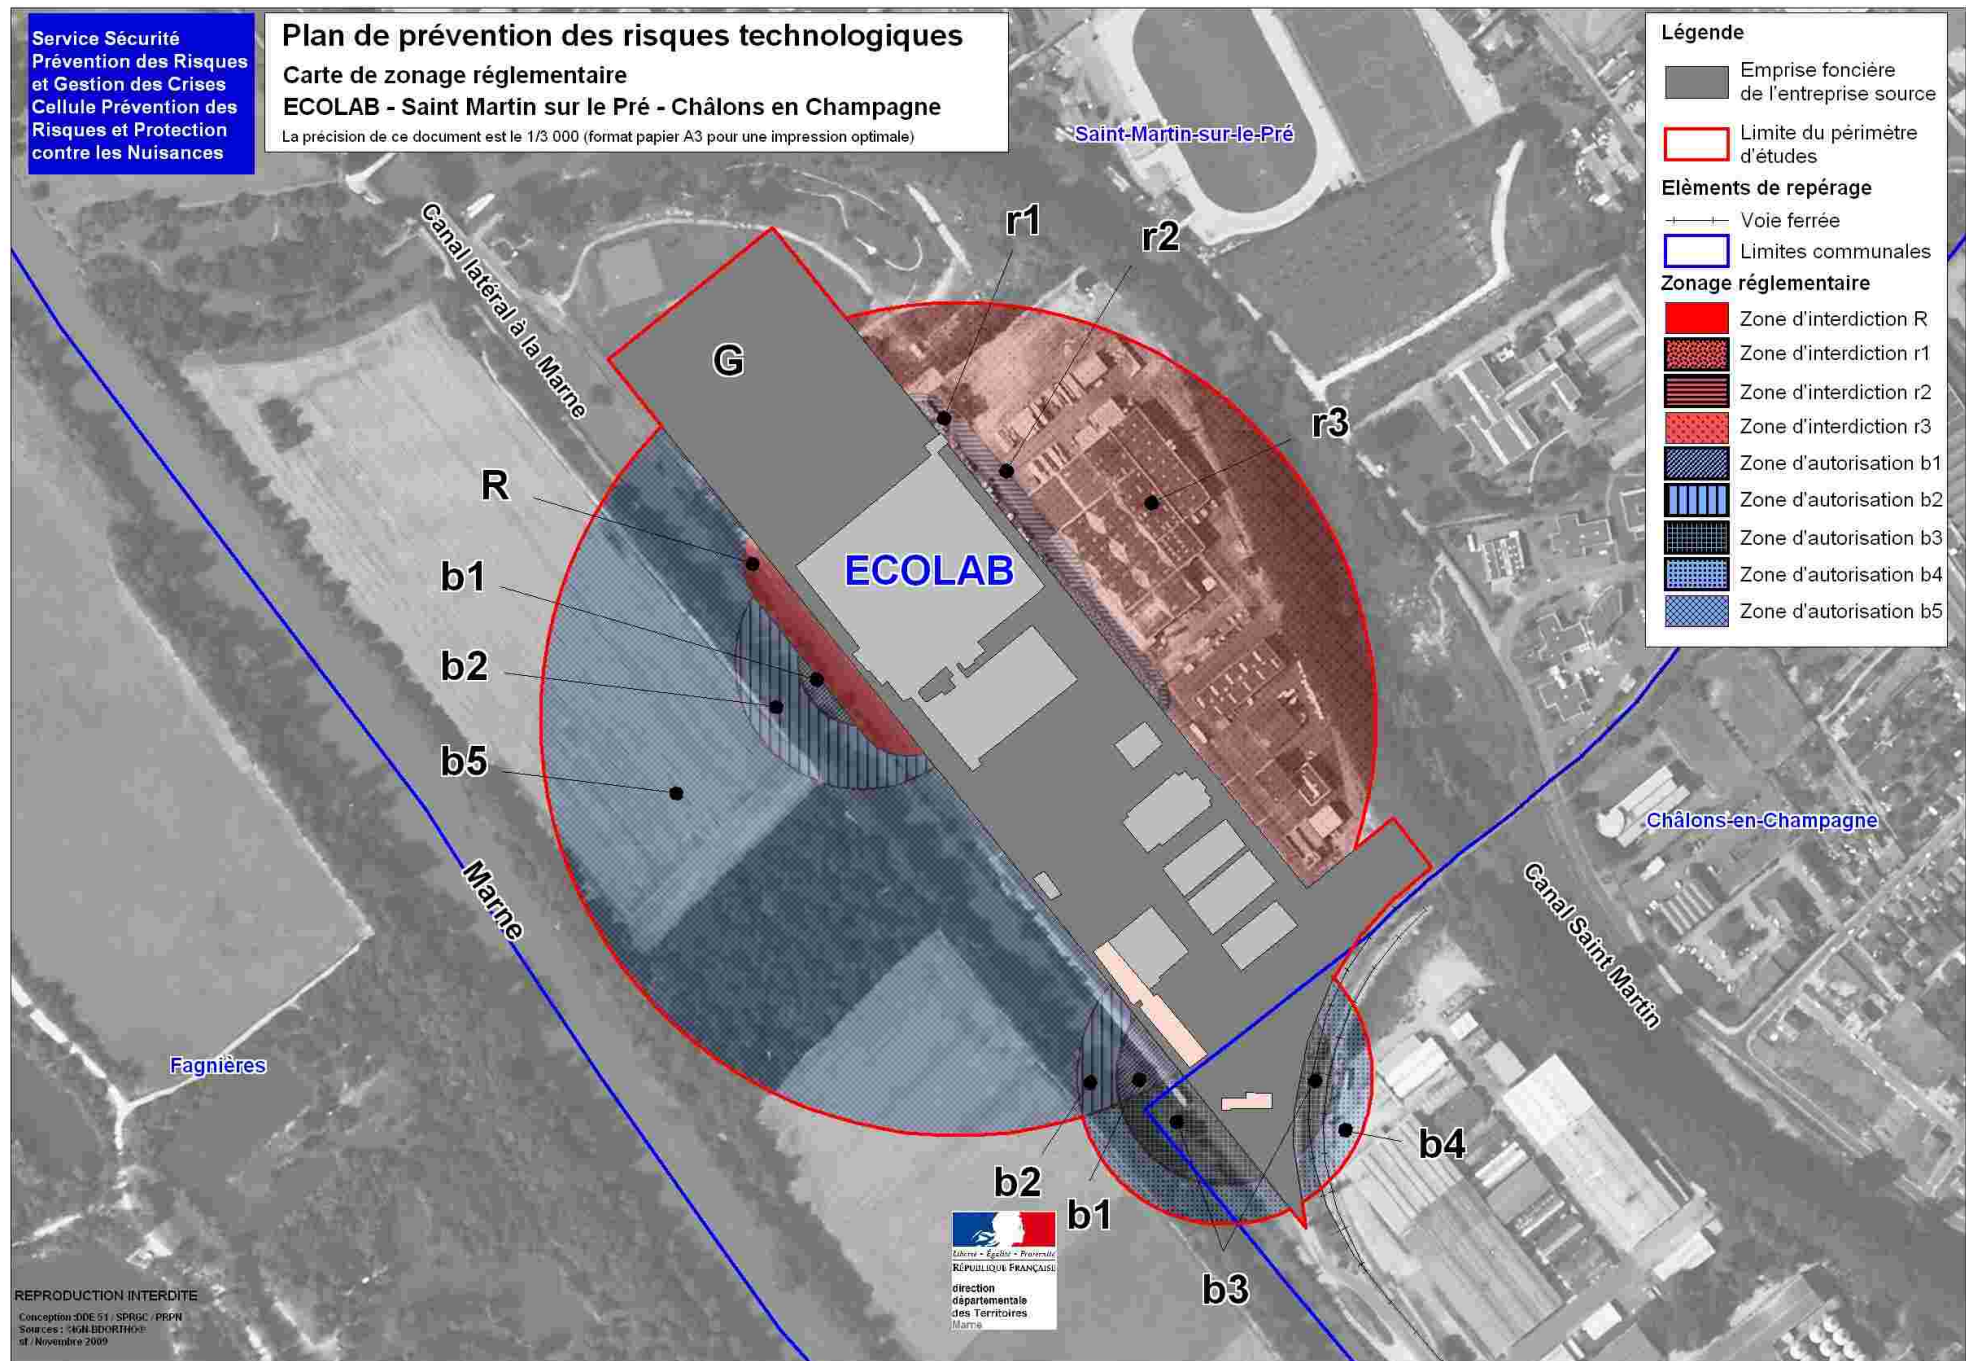 Service Sécurité
Prévention des Risques
et Gestion des Crises
Cellule Prévention des
Risques et Protection
contre les Nuisances
Plan de prévention des risques technologiques
Carte de zonage réglementaire
ECOLAB - Saint Martin sur le Pré - Châlons en Champagne
La précision de ce document est le 1/3 000 (format papier A3 pour une impression optimale)
Légende
Emprise foncière
de l'entreprise source
Limite du périmètre
d'études
Elèments de repérage
Voie ferrée
Limites communales
Zonage réglementaire
Zone d'interdiction R
Zone d'interdiction r1
Zone d'interdiction r2
Zone d'interdiction r3
Zone d'autorisation b1
Zone d'autorisation b2
Zone d'autorisation b3
Zone d'autorisation b4
Zone d'autorisation b5
Saint-Martin-sur-le-Pré
Canal latéral à la Marne
r1
r2
G
r3
R
ECOLAB
b1
b2
b5
Marne
Châlons-en-Champagne
Canal Saint Martin
Fagnières
b4
b2
b1
b3
Liberté • Égalité • Fraternité
RÉPUBLIQUE FRANÇAISE
direction
départementale
des Territoires
Marne
REPRODUCTION INTERDITE
Conception :DDE 51 / SPRGC / PRPN
Sources : ©IGN-BDORTHO®
sf / Novembre 2009